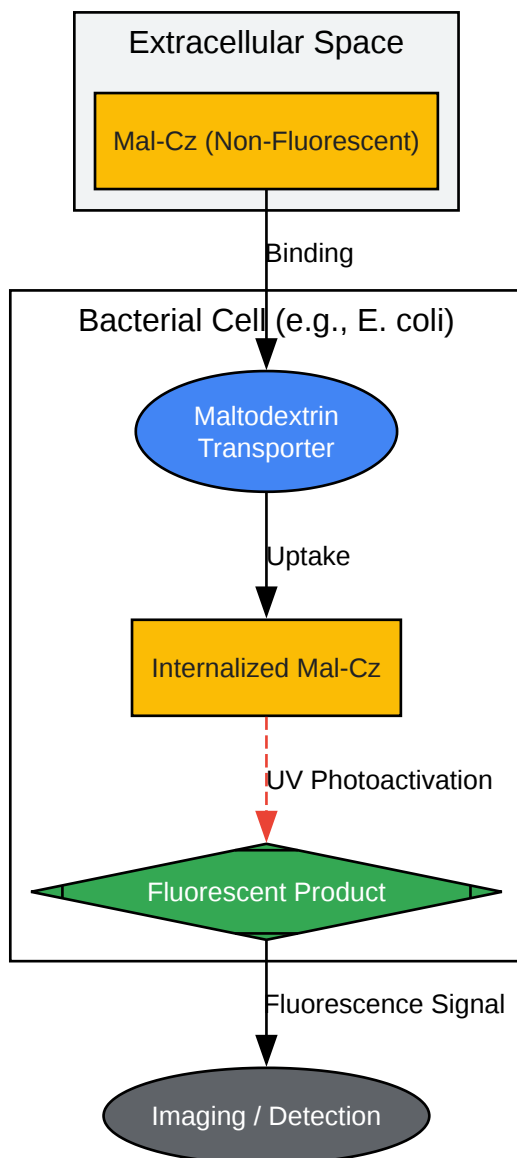 Extracellular Space
Mal-Cz (Non-Fluorescent)
Binding
Bacterial Cell (e.g., E. coli)
Maltodextrin
Transporter
Uptake
Internalized Mal-Cz
UV Photoactivation
Fluorescent Product
Fluorescence Signal
Imaging / Detection